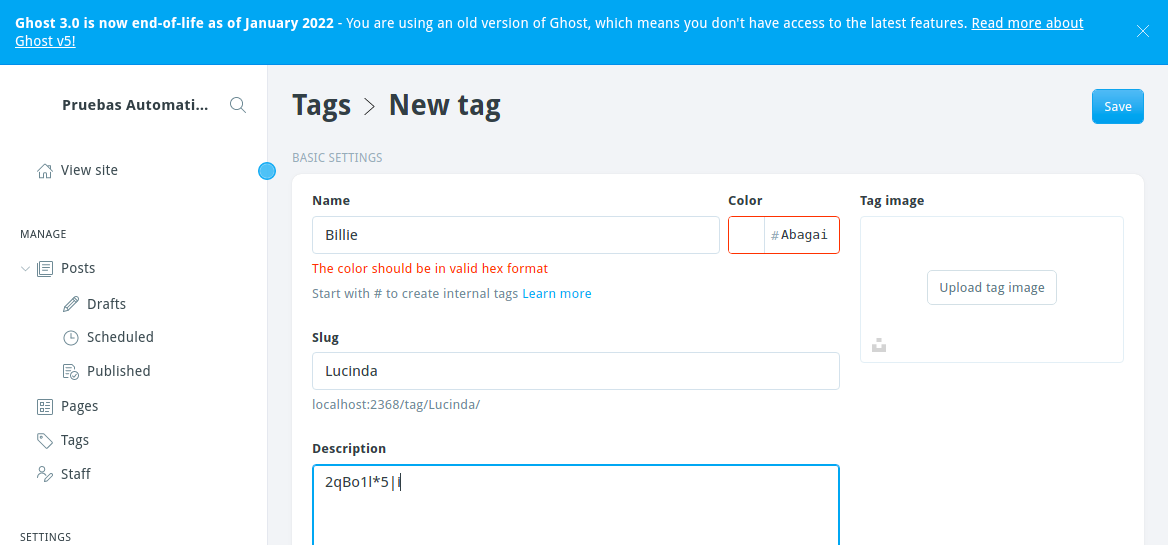 Ghost 3.0 is now end-of-life as of January 2022 - You are using an old version of Ghost, which means you don't have access to the latest features. Read more about
Ghost v5!
Pruebas Automati...
View site
MANAGE
Posts
Drafts
Scheduled
Published
Pages
Tags
Staff
SETTINGS
Tags > New tag
Save
BASIC SETTINGS
Name
Billie
Color
#Abagai
The color should be in valid hex format
Start with # to create internal tags Learn more
Slug
Lucinda
localhost:2368/tag/Lucinda/
Description
2qBo1l*5|i
Tag image
Upload tag image